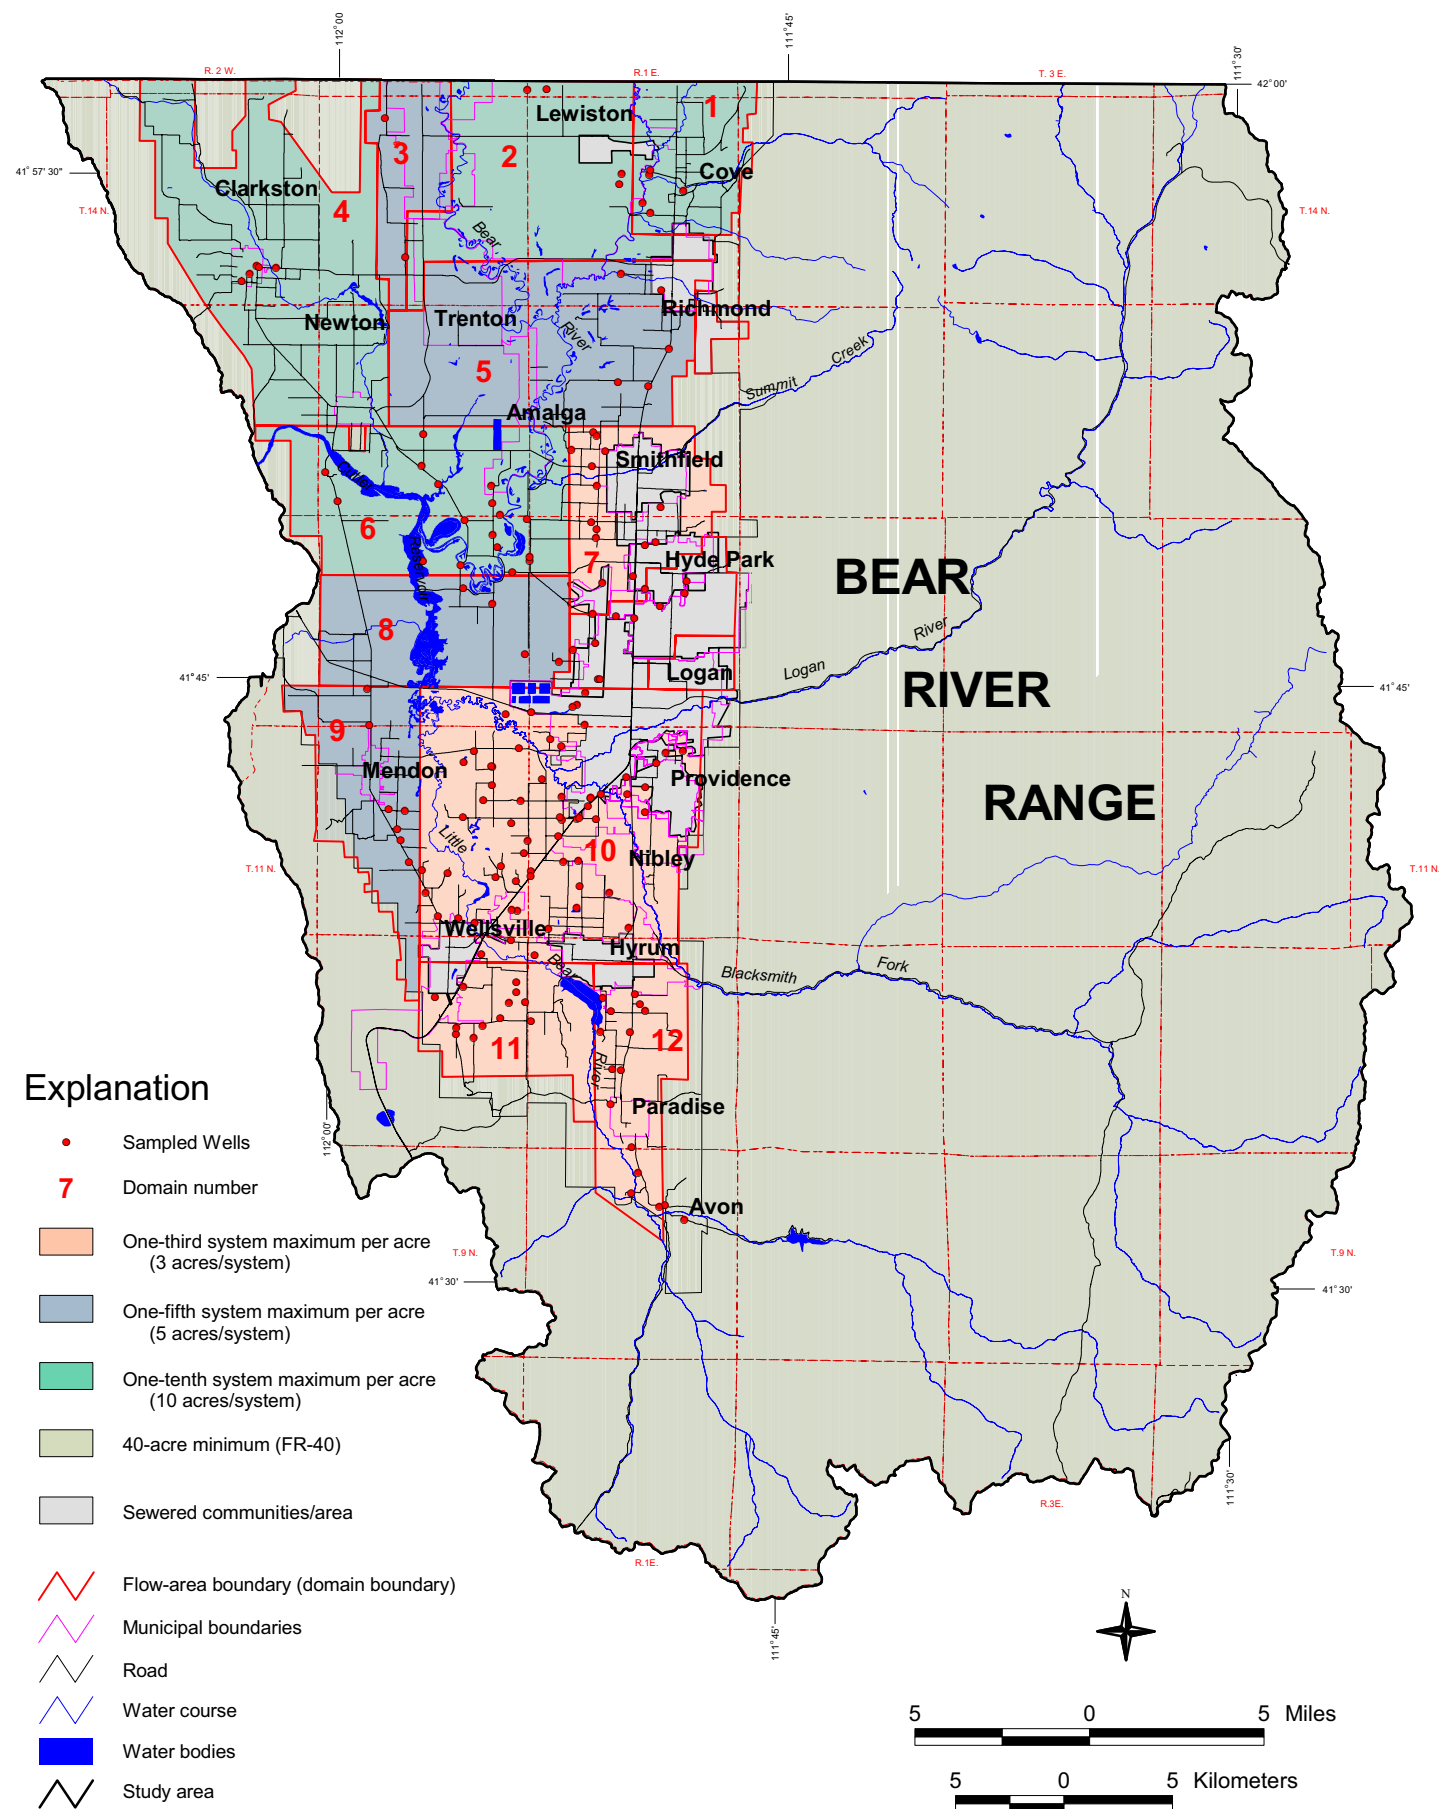 112°00'
111°45'
111°30'
R. 2 W.
R.1 E.
T. 3 E.
42°00'
1
Lewiston
3
2
41° 57' 30"
Cove
Clarkston
T.14 N.
4
T.14 N.
Bear
Richmond
Trenton
Newton
River
Creek
5
Summit
Amalga
Smithfield
Cutler
6
Reservoir
7
Hyde Park
BEAR
8
River
Logan
Logan
41° 45'
41° 45'
RIVER
9
Mendon
Providence
RANGE
Little
10
Nibley
T.11 N.
T.11 N.
Wellsville
Hyrum
Bear
Blacksmith
Fork
11
12
River
Explanation
Paradise
112°00'
Sampled Wells
7
Domain number
Avon
One-third system maximum per acre
(3 acres/system)
T.9 N.
T.9 N.
41° 30'
41° 30'
One-fifth system maximum per acre
(5 acres/system)
One-tenth system maximum per acre
(10 acres/system)
40-acre minimum (FR-40)
111°30'
Sewered communities/area
R.3E.
R.1E.
Flow-area boundary (domain boundary)
N
Municipal boundaries
111°45'
Road
Water course
5 0 5 Miles
Water bodies
5 0 5 Kilometers
Study area